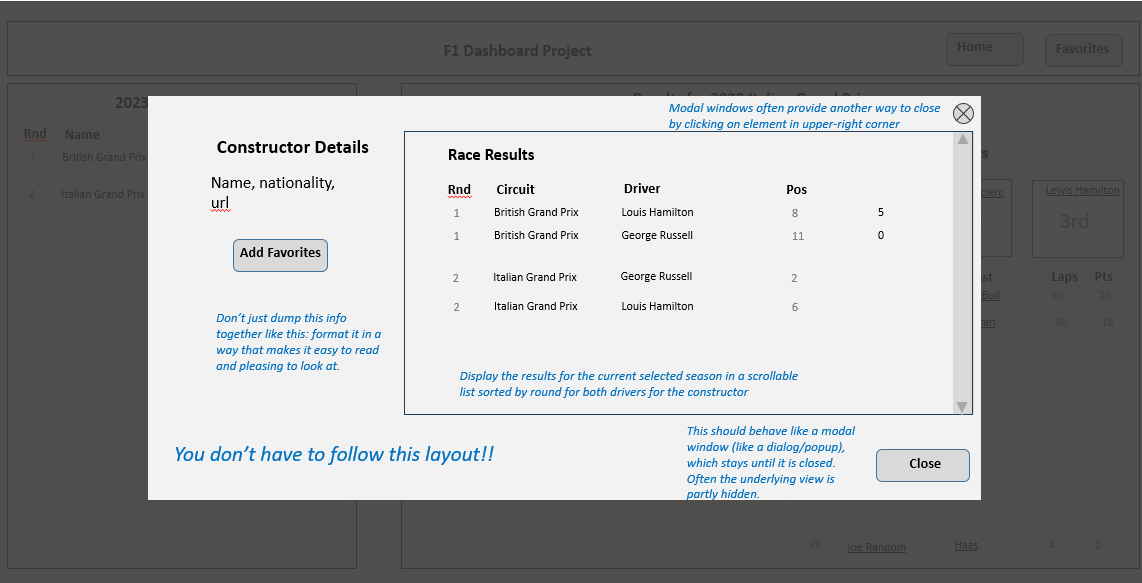 F1 Dashboard Project
Home
Favorites
2023
Rnd Name
1 British Grand Prix
2 Italian Grand Prix
Modal windows often provide another way to close
by clicking on element in upper-right corner
Constructor Details
Name, nationality,
url
Add Favorites
Don't just dump this info
together like this: format it in a
way that makes it easy to read
and pleasing to look at.
Race Results
Rnd Circuit Driver Pos
1 British Grand Prix Louis Hamilton 8 5
1 British Grand Prix George Russell 11 0
2 Italian Grand Prix George Russell 2
2 Italian Grand Prix Louis Hamilton 6
Display the results for the current selected season in a scrollable
list sorted by round for both drivers for the constructor
You don't have to follow this layout!!
This should behave like a modal
window (like a dialog/popup),
which stays until it is closed.
Often the underlying view is
partly hidden.
Close
Lewis Hamilton
3rd
Laps Pts
Bull 46 25
46 18
20 Joe Random Haas 4 0